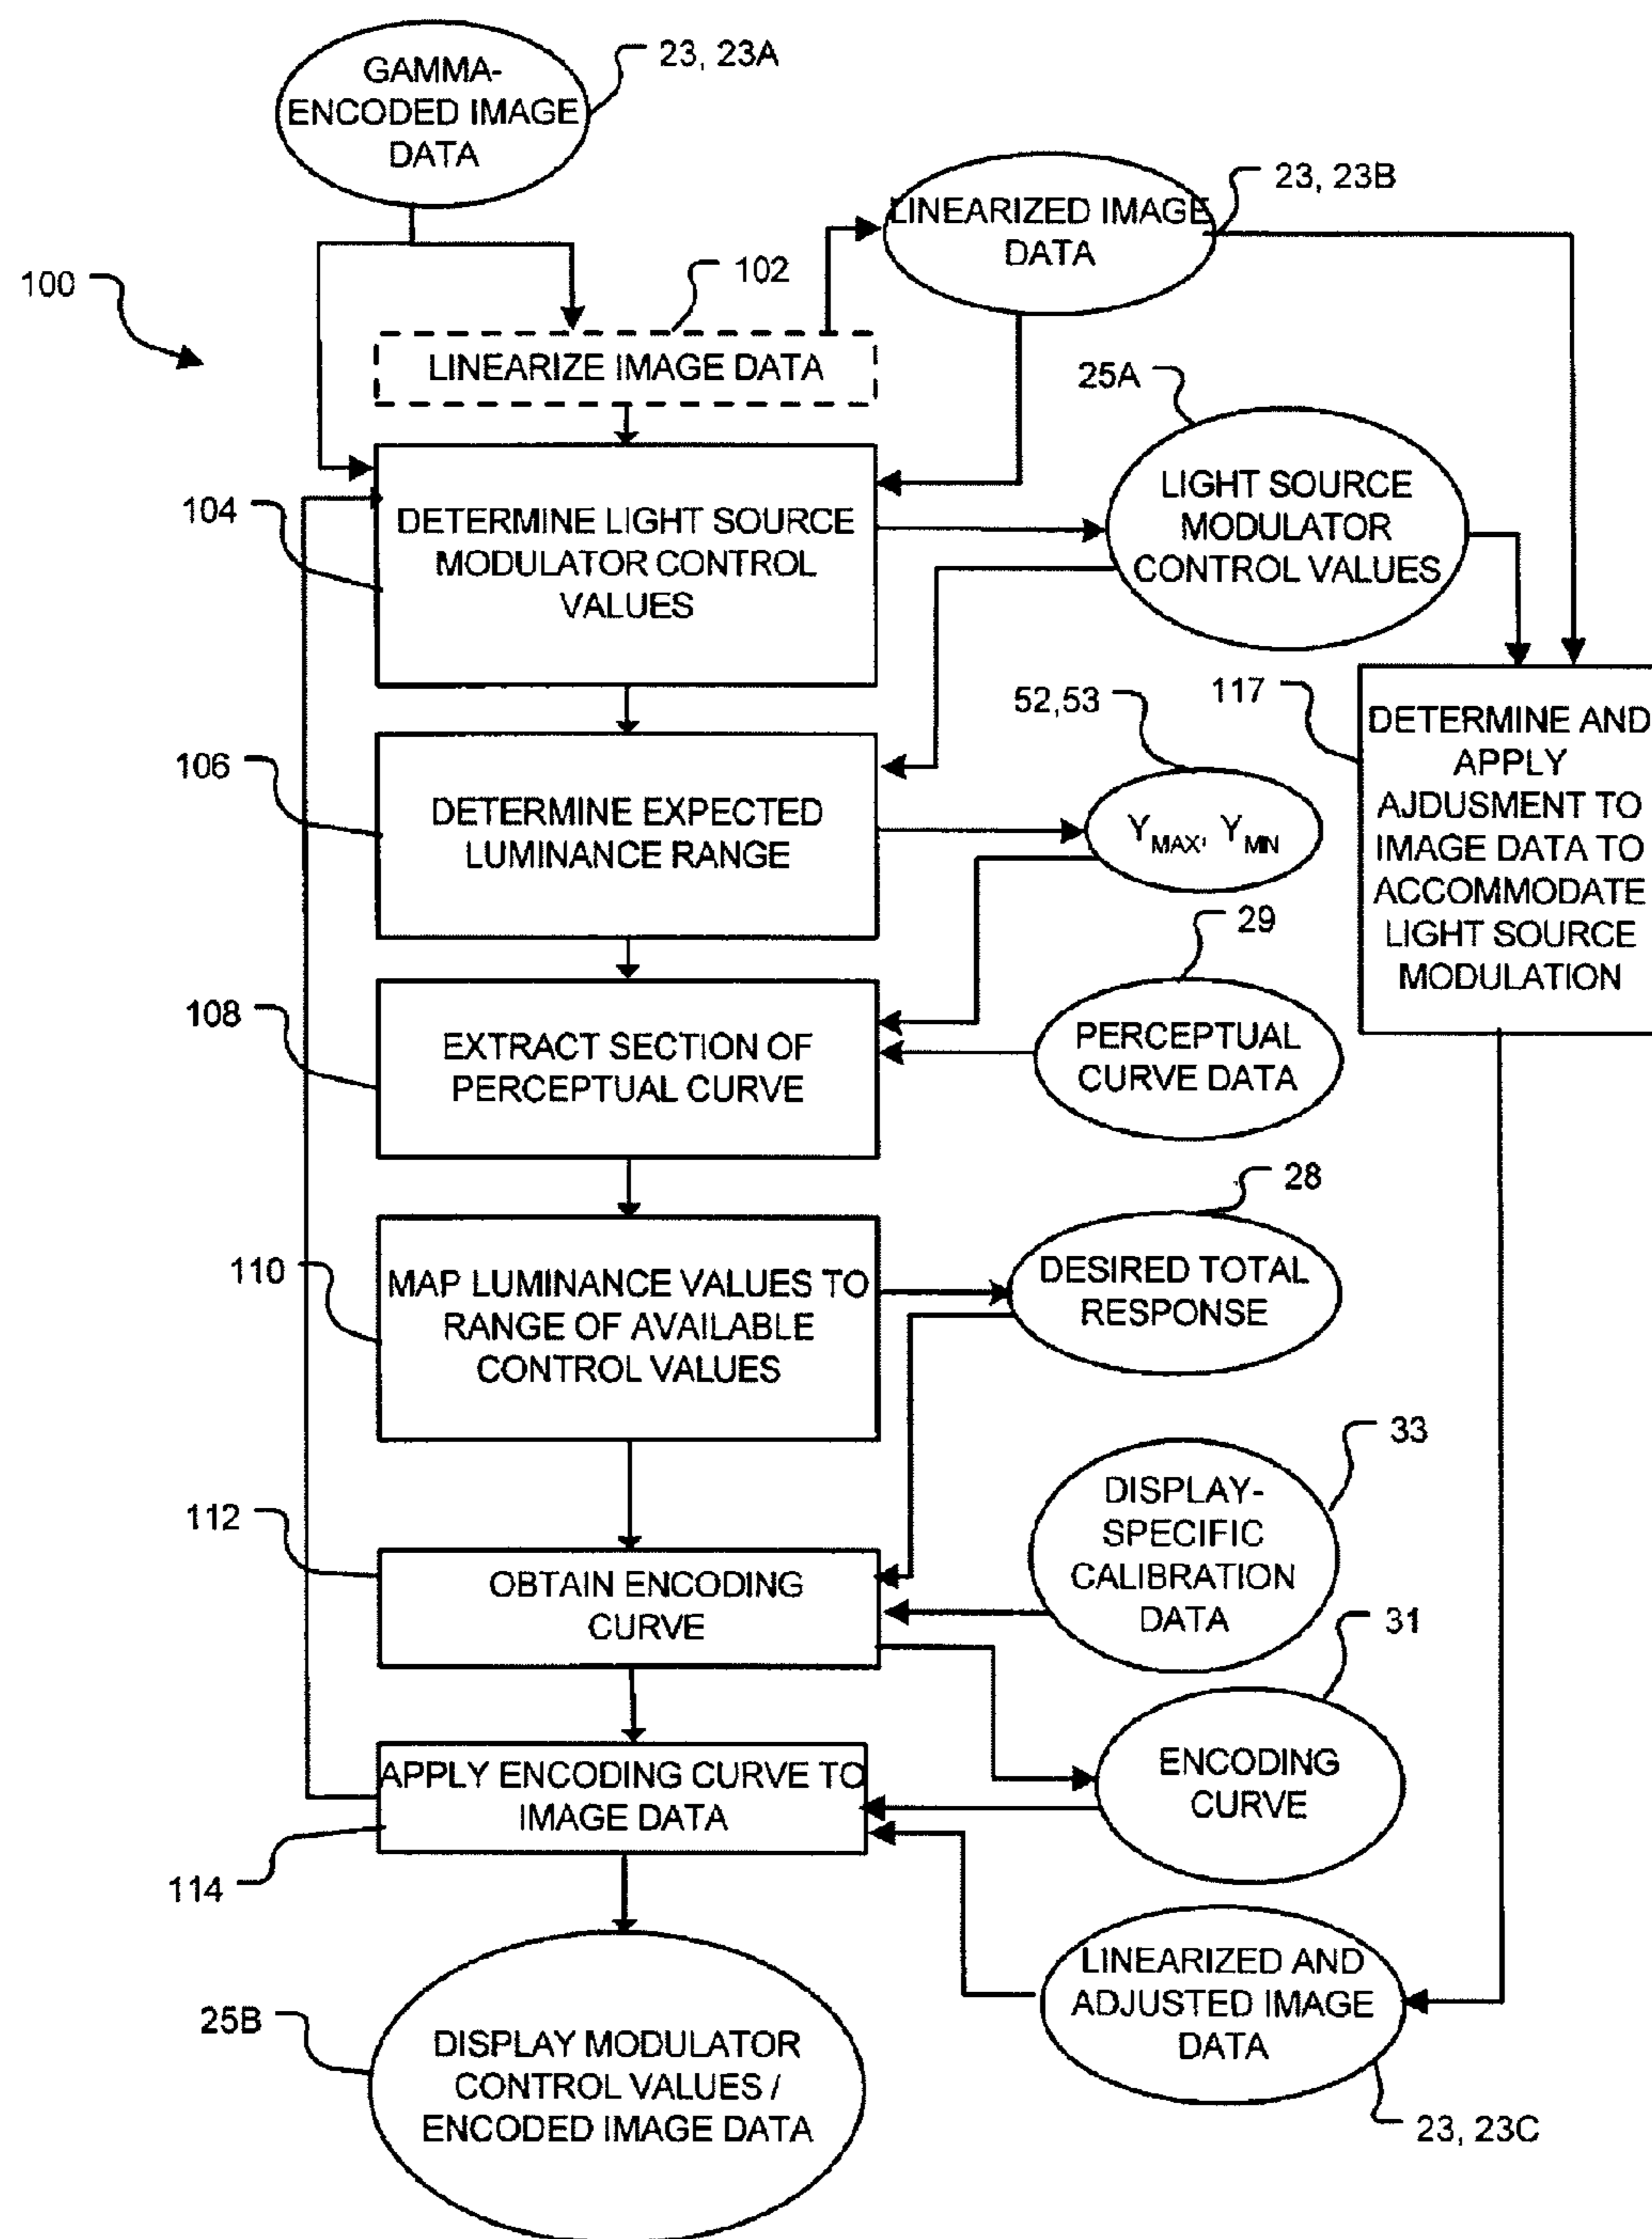 GAMMA-
ENCODED IMAGE
DATA
23, 23A
LINEARIZED IMAGE
DATA
23, 23B
100
102
LINEARIZE IMAGE DATA
25A
LIGHT SOURCE
MODULATOR
CONTROL VALUES
104
DETERMINE LIGHT SOURCE
MODULATOR CONTROL
VALUES
52,53
117
DETERMINE AND
APPLY
AJDUSMENT TO
IMAGE DATA TO
ACCOMMODATE
LIGHT SOURCE
MODULATION
106
DETERMINE EXPECTED
LUMINANCE RANGE
YMAX, YMIN
29
108
EXTRACT SECTION OF
PERCEPTUAL CURVE
PERCEPTUAL
CURVE DATA
28
110
MAP LUMINANCE VALUES TO
RANGE OF AVAILABLE
CONTROL VALUES
DESIRED TOTAL
RESPONSE
33
DISPLAY-
SPECIFIC
CALIBRATION
DATA
112
OBTAIN ENCODING
CURVE
31
ENCODING
CURVE
APPLY ENCODING CURVE TO
IMAGE DATA
114
LINEARIZED AND
ADJUSTED IMAGE
DATA
25B
DISPLAY MODULATOR
CONTROL VALUES /
ENCODED IMAGE DATA
23, 23C